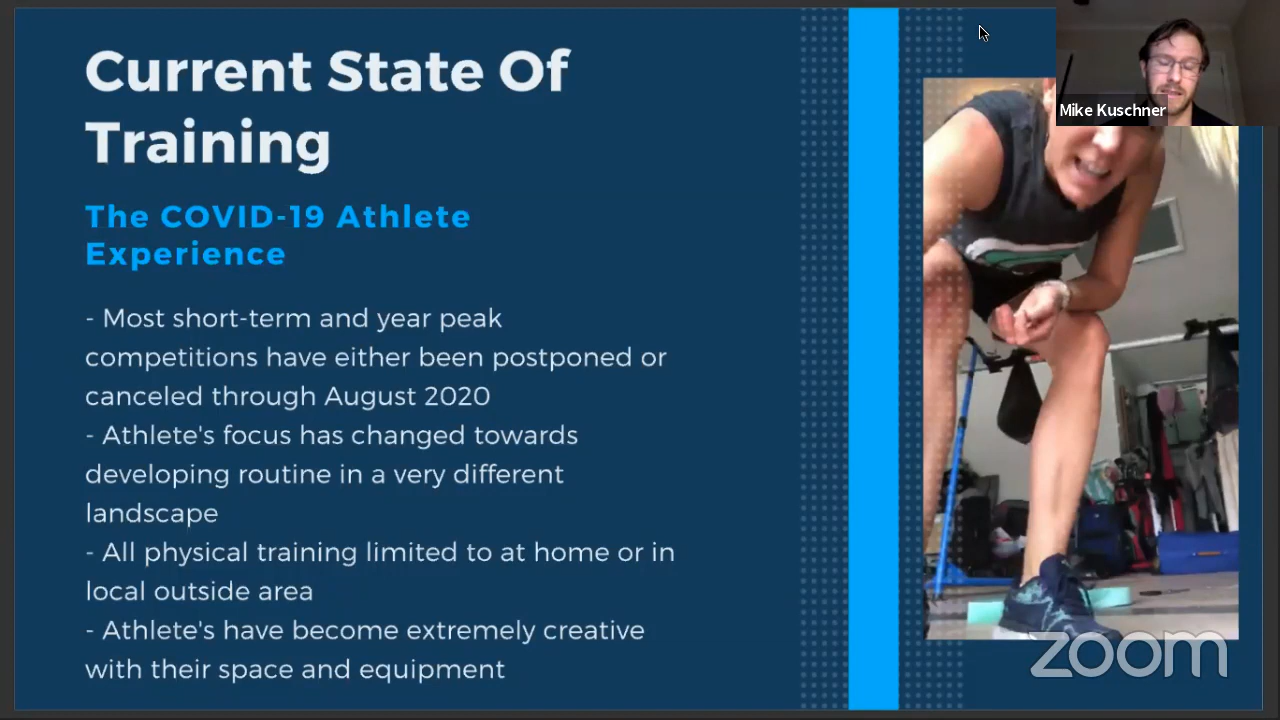 Current State Of
Training
The COVID-19 Athlete
Experience
- Most short-term and year peak
competitions have either been postponed or
canceled through August 2020
- Athlete's focus has changed towards
developing routine in a very different
landscape
- All physical training limited to at home or in
local outside area
- Athlete's have become extremely creative
with their space and equipment
Mike Kuschner
zoom